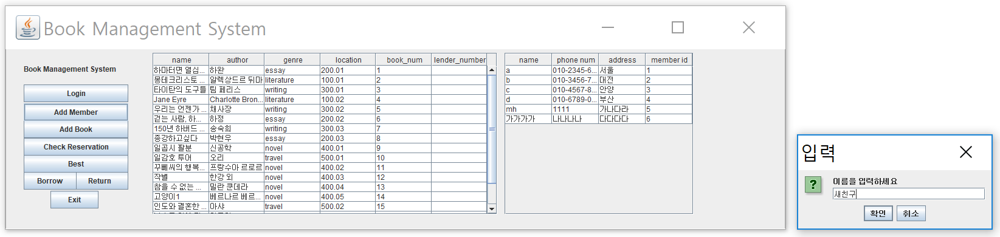 Book Management System
Book Management System
Login
Add Member
Add Book
Check Reservation
Best
Borrow Return
Exit
name author genre location book_num lender_number
하마터면 열심... 하완 essay 200.01 1
몽테크리스토 ... 알렉상드르 뒤마 literature 100.01 2
타이탄의 도구들 팀 페리스 writing 300.01 3
Jane Eyre Charlotte Bron... literature 100.02 4
우리는 언젠가 ... 채사장 writing 300.02 5
걷는 사람, 하... 하정 essay 200.02 6
150년 하버드 ... 송숙희 writing 300.03 7
종강하고싶다 박현우 essay 200.03 8
일곱시 팔분 신공학 novel 400.01 9
일감호 투어 오리 travel 500.01 10
꾸뻬씨의 행복... 프랑수아 르로르 novel 400.02 11
작별 한강 외 novel 400.03 12
참을 수 없는 ... 밀란 쿤데라 novel 400.04 13
고양이1 베르나르 베르... novel 400.05 14
인도와 결혼한 ... 아샤 travel 500.02 15
name phone num address member id
a 010-2345-6... 서울 1
b 010-3456-7... 대전 2
c 010-4567-8... 안양 3
d 010-6789-0... 부산 4
mh 1111 가나다라 5
가가가가 나나나나 다다다다 6
입력
이름을 입력하세요
새친구
확인 취소